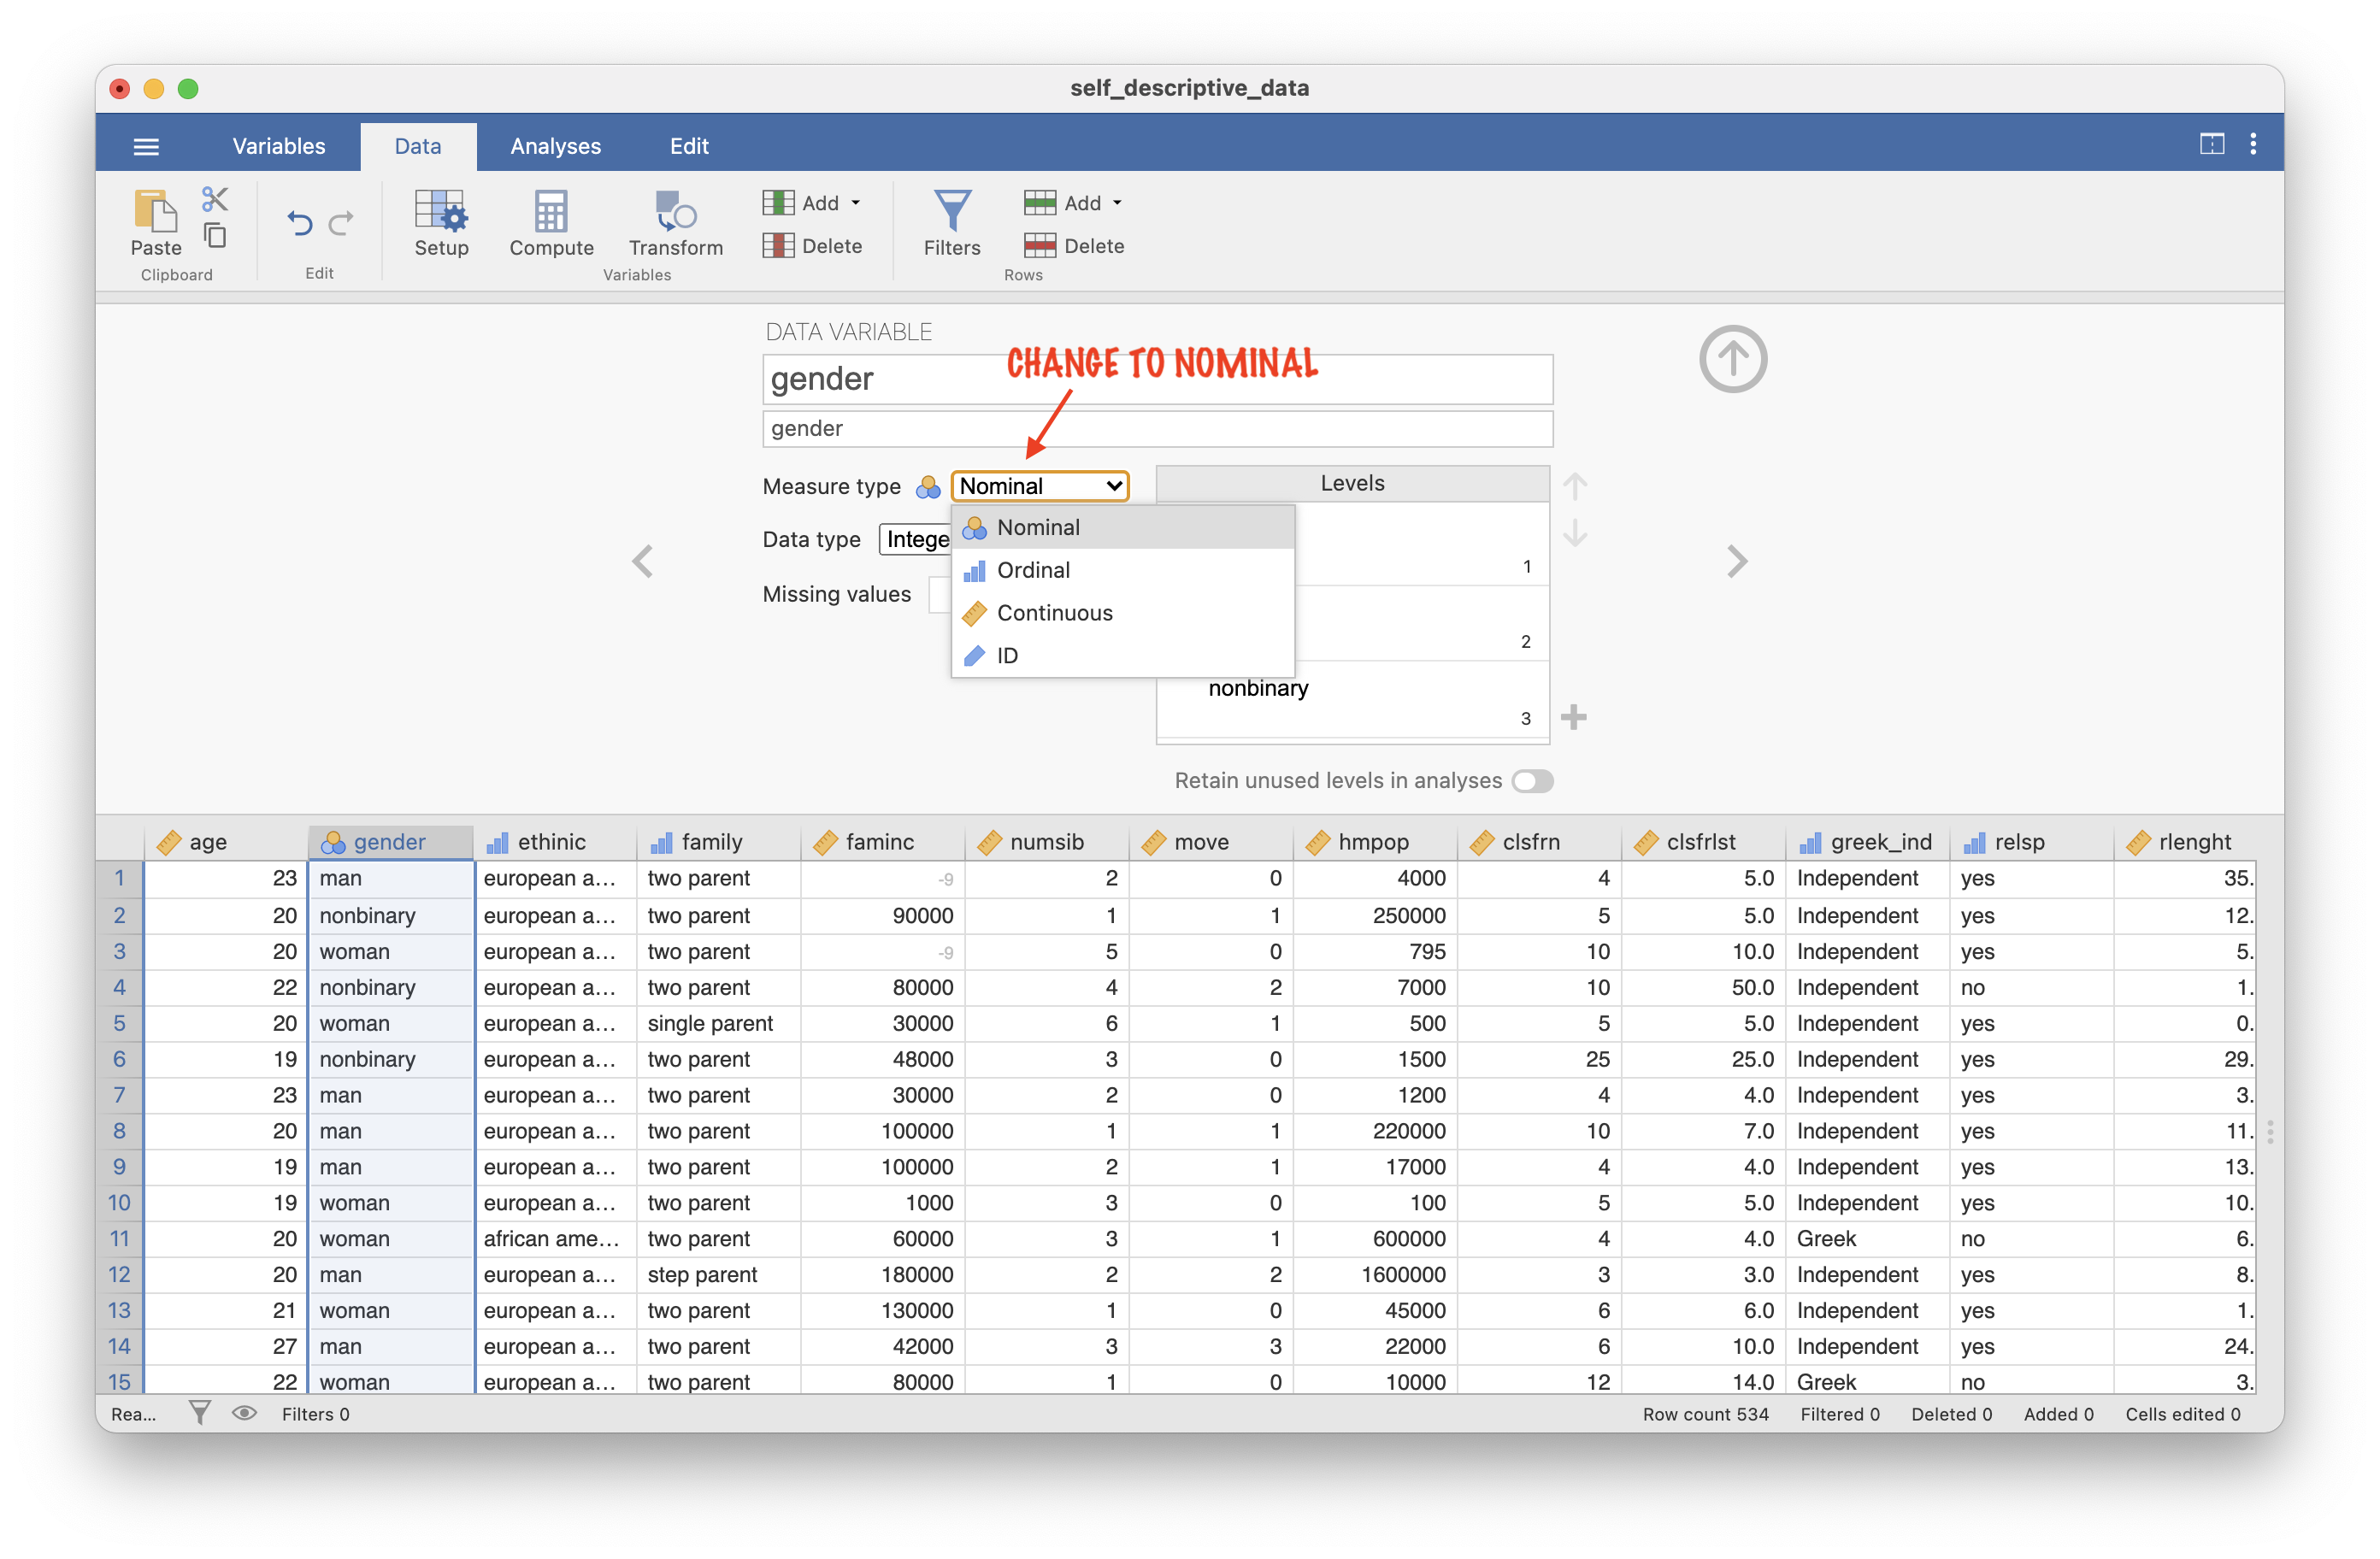 self_descriptive_data
Variables Data Analyses Edit
Paste Setup Compute Transform Add Delete Filters Add Delete
Clipboard Edit Variables Rows
DATA VARIABLE
CHANGE TO NOMINAL
gender
gender
Measure type Nominal Levels
Nominal
Data type Intege
Ordinal
1
Missing values
Continuous
2
ID
nonbinary
3
Retain unused levels in analyses
age gender ethinic family faminc numsib move hmpop clsfrn clsfrlst greek_ind relsp rlenght
1 23 man european a... two parent -9 2 0 4000 4 5.0 Independent yes 35.
2 20 nonbinary european a... two parent 90000 1 1 250000 5 5.0 Independent yes 12.
3 20 woman european a... two parent -9 5 0 795 10 10.0 Independent yes 5.
4 22 nonbinary european a... two parent 80000 4 2 7000 10 50.0 Independent no 1.
5 20 woman european a... single parent 30000 6 1 500 5 5.0 Independent yes 0.
6 19 nonbinary european a... two parent 48000 3 0 1500 25 25.0 Independent yes 29.
7 23 man european a... two parent 30000 2 0 1200 4 4.0 Independent yes 3.
8 20 man european a... two parent 100000 1 1 220000 10 7.0 Independent yes 11.
9 19 man european a... two parent 100000 2 1 17000 4 4.0 Independent yes 13.
10 19 woman european a... two parent 1000 3 0 100 5 5.0 Independent yes 10.
11 20 woman african ame... two parent 60000 3 1 600000 4 4.0 Greek no 6.
12 20 man european a... step parent 180000 2 2 1600000 3 3.0 Independent yes 8.
13 21 woman european a... two parent 130000 1 0 45000 6 6.0 Independent yes 1.
14 27 man european a... two parent 42000 3 3 22000 6 10.0 Independent yes 24.
15 22 woman european a... two parent 80000 1 0 10000 12 14.0 Greek no 3.
Rea... Filters 0 Row count 534 Filtered 0 Deleted 0 Added 0 Cells edited 0